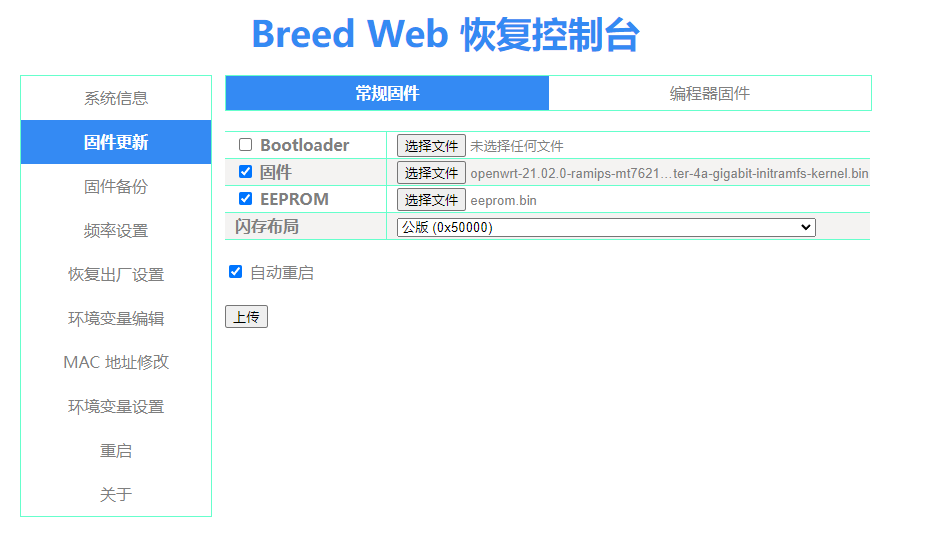 Breed Web 恢复控制台
系统信息
固件更新
固件备份
频率设置
恢复出厂设置
环境变量编辑
MAC 地址修改
环境变量设置
重启
关于
常规固件 编程器固件
Bootloader 选择文件 未选择任何文件
固件 选择文件 openwrt-21.02.0-ramips-mt7621...ter-4a-gigabit-initramfs-kernel.bin
EEPROM 选择文件 eeprom.bin
闪存布局 公版 (0x50000)
自动重启
上传